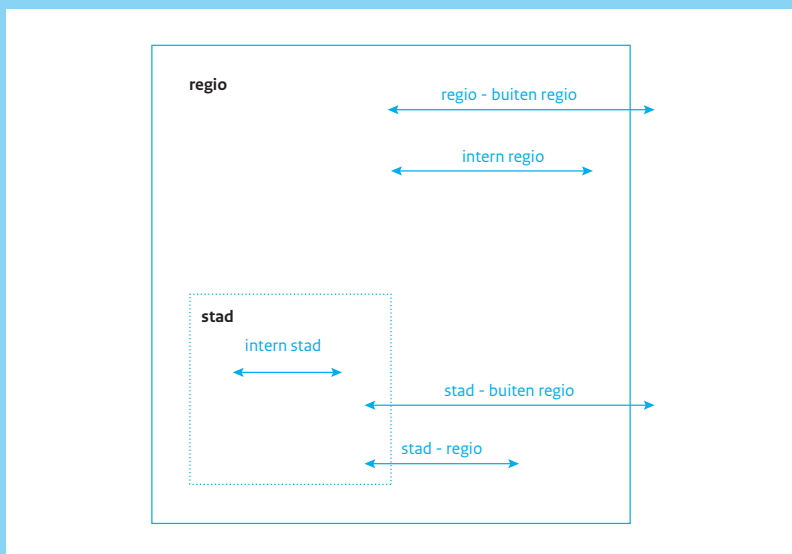 regio
regio - buiten regio
intern regio
stad
intern stad
stad - buiten regio
stad - regio